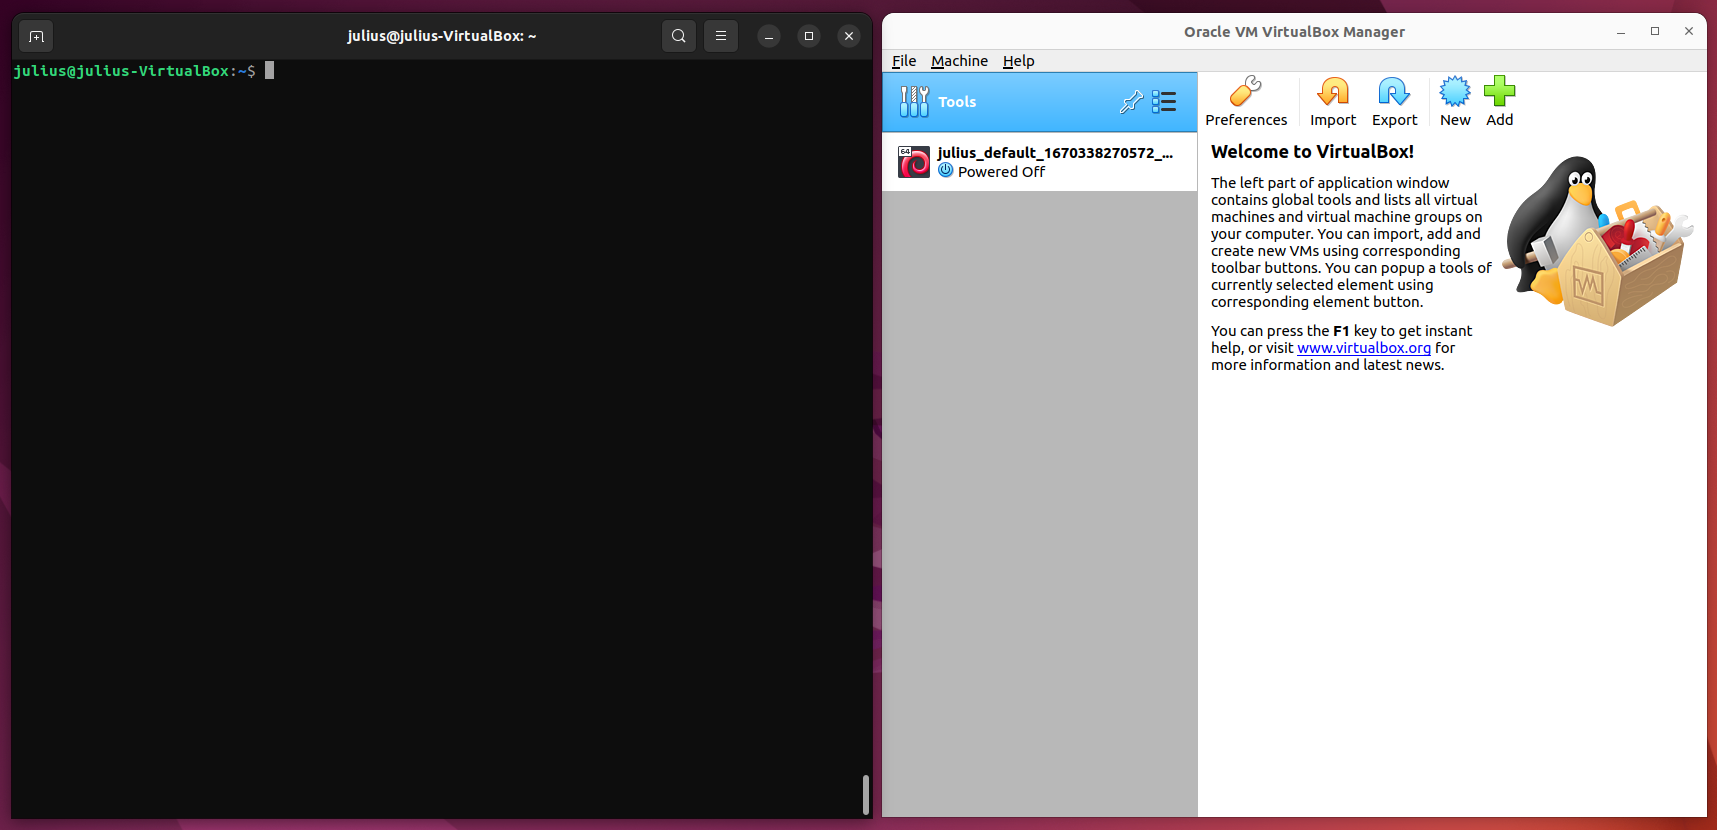 julius@julius-VirtualBox: ~
julius@julius-VirtualBox:~$
Oracle VM VirtualBox Manager
File Machine Help
Tools
64
julius_default_1670338270572_...
Powered Off
Preferences Import Export New Add
Welcome to VirtualBox!
The left part of application window
contains global tools and lists all virtual
machines and virtual machine groups on
your computer. You can import, add and
create new VMs using corresponding
toolbar buttons. You can popup a tools of
currently selected element using
corresponding element button.
You can press the F1 key to get instant
help, or visit www.virtualbox.org for
more information and latest news.